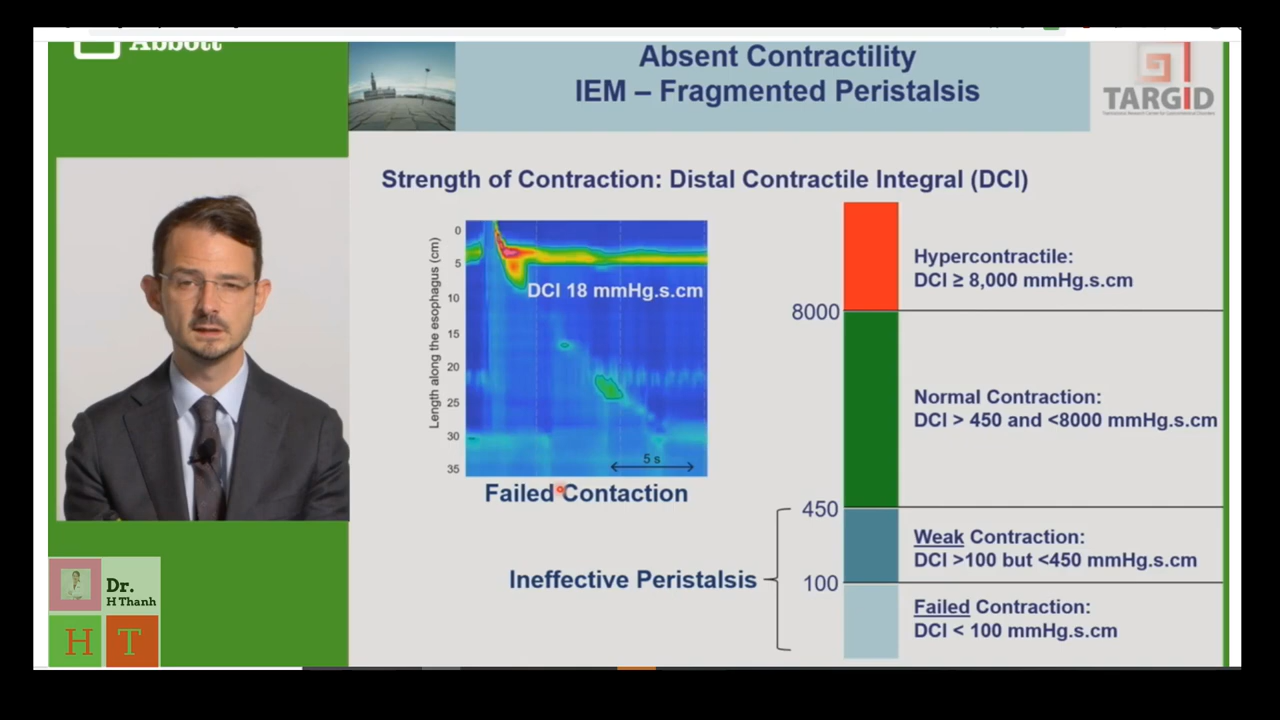 Abbott
Absent Contractility
IEM – Fragmented Peristalsis
TARGID
Strength of Contraction: Distal Contractile Integral (DCI)
Length along the esophagus (cm)
0
5
10
15
20
25
30
35
DCI 18 mmHg.s.cm
5 s
Failed Contaction
Ineffective Peristalsis
8000
450
100
Hypercontractile:
DCI ≥ 8,000 mmHg.s.cm
Normal Contraction:
DCI > 450 and <8000 mmHg.s.cm
Weak Contraction:
DCI >100 but <450 mmHg.s.cm
Failed Contraction:
DCI < 100 mmHg.s.cm
Dr.
H Thanh
H T